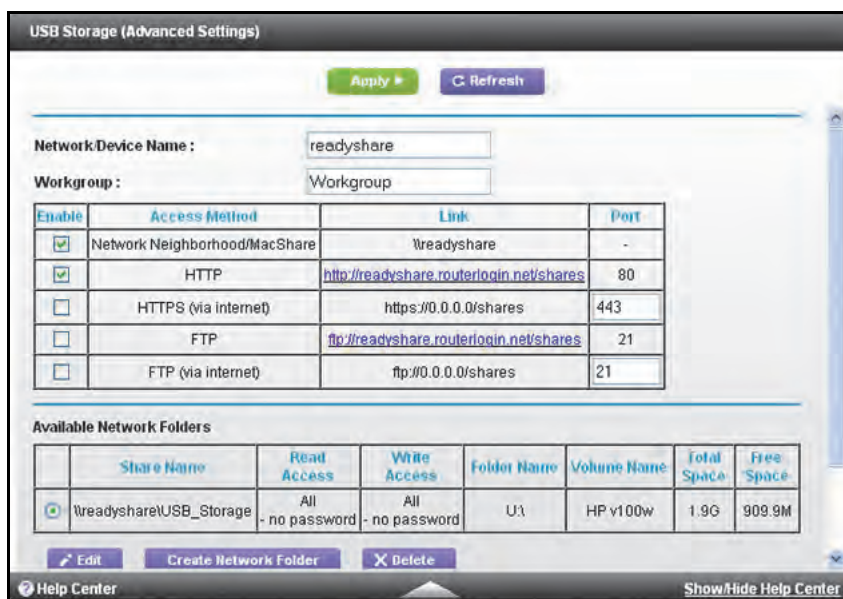 USB Storage (Advanced Settings)
Apply
Refresh
Network/Device Name : readyshare
Workgroup : Workgroup
Enable Access Method Link Port
Network Neighborhood/MacShare \\readyshare -
HTTP http://readyshare.routerlogin.net/shares 80
HTTPS (via internet) https://0.0.0.0/shares 443
FTP ftp://readyshare.routerlogin.net/shares 21
FTP (via internet) ftp://0.0.0.0/shares 21
Available Network Folders
Share Name Read Access Write Access Folder Name Volume Name Total Space Free Space
\\readyshare\USB_Storage All - no password All - no password U:\ HP v100w 1.9G 909.9M
Edit Create Network Folder X Delete
Help Center Show/Hide Help Center